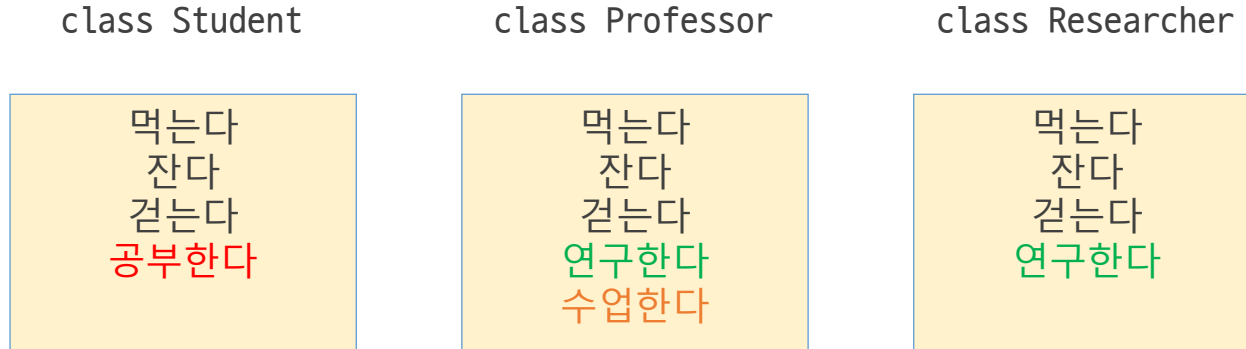 class Student
class Professor
class Researcher
먹는다
잔다
걷는다
공부한다
먹는다
잔다
걷는다
연구한다
수업한다
먹는다
잔다
걷는다
연구한다